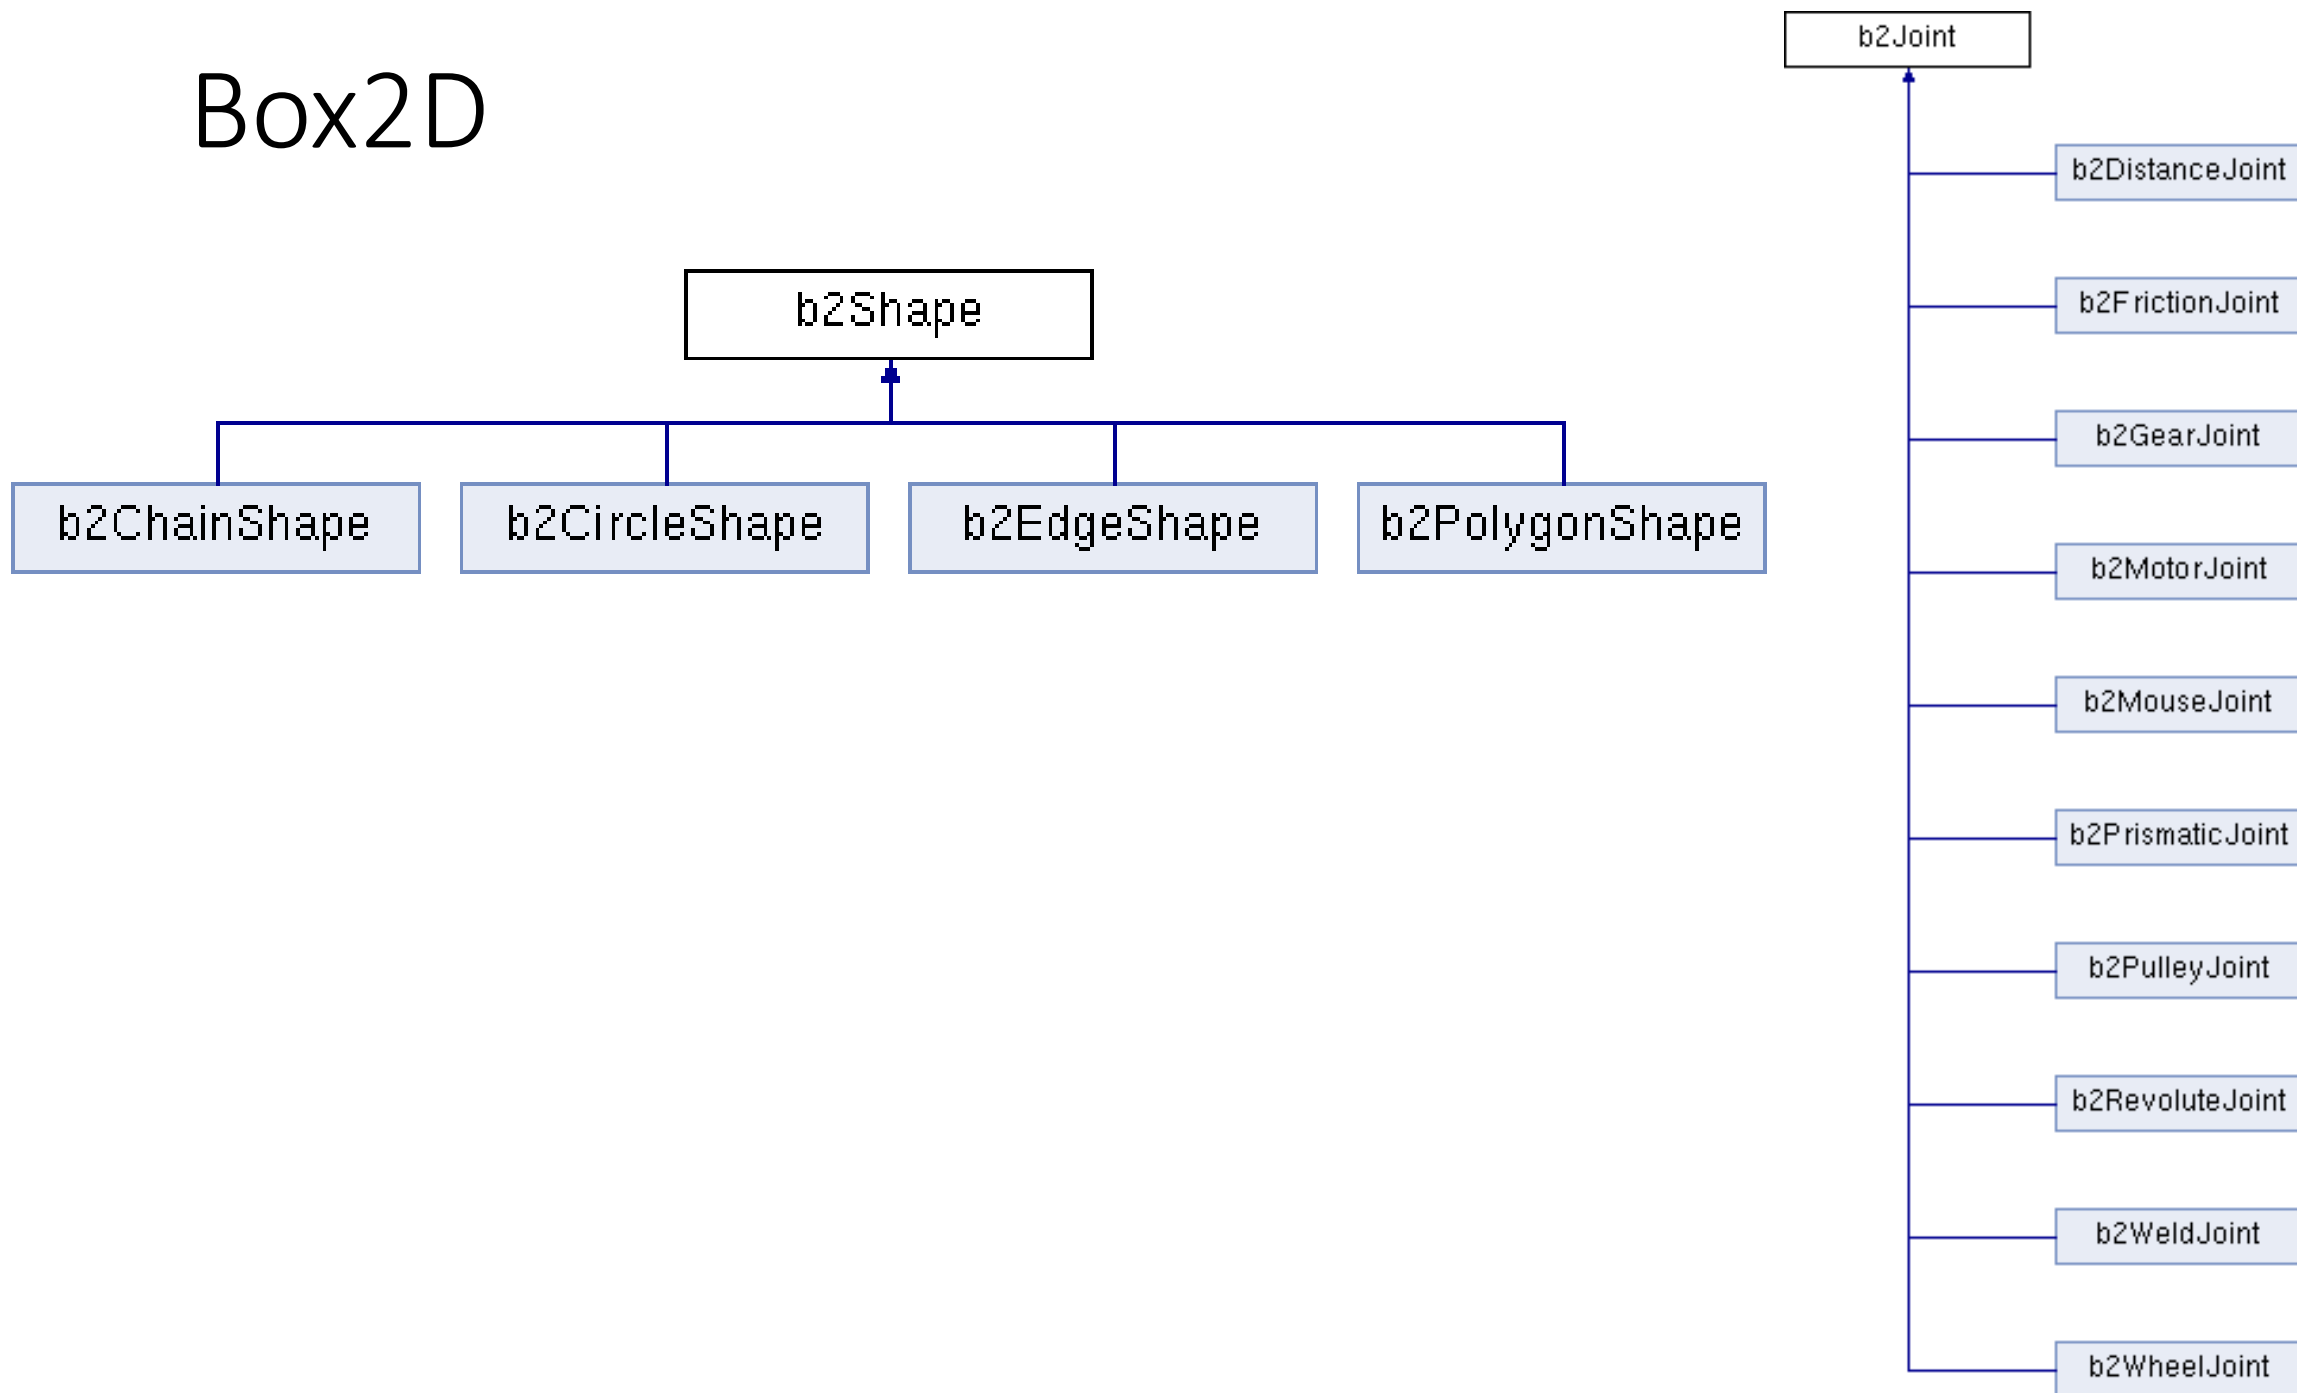 Box2D
b2Shape
b2ChainShape
b2CircleShape
b2EdgeShape
b2PolygonShape
b2Joint
b2DistanceJoint
b2FrictionJoint
b2GearJoint
b2MotorJoint
b2MouseJoint
b2PrismaticJoint
b2PulleyJoint
b2RevoluteJoint
b2WeldJoint
b2WheelJoint